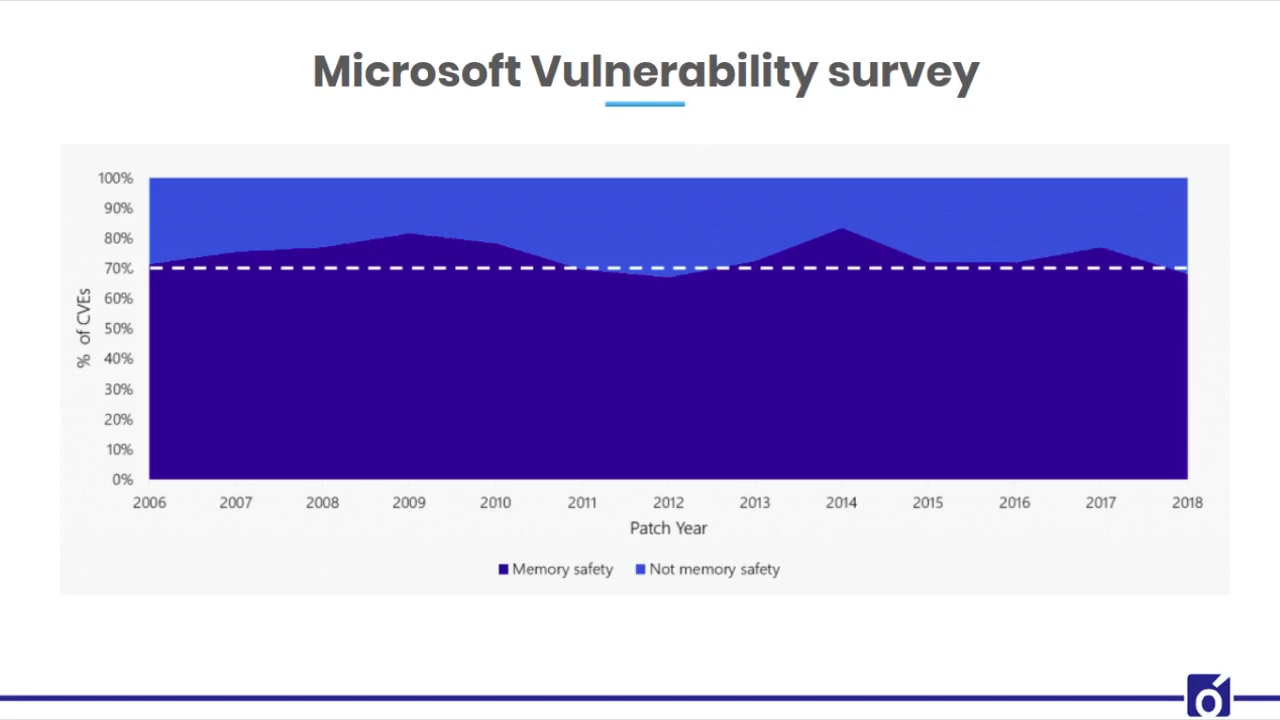 Microsoft Vulnerability survey
100%
90%
80%
70%
60%
50%
40%
30%
20%
10%
0%
% of CVEs
2006 2007 2008 2009 2010 2011 2012 2013 2014 2015 2016 2017 2018
Patch Year
Memory safety Not memory safety
ó